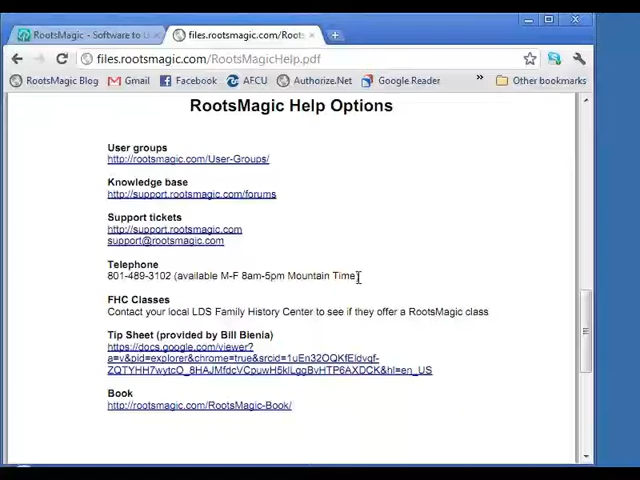 RootsMagic - Software to U
files.rootsmagic.com/Roots
files.rootsmagic.com/RootsMagicHelp.pdf
RootsMagic Blog
Gmail
Facebook
AFCU
Authorize.Net
Google Reader
»
Other bookmarks
RootsMagic Help Options
User groups
http://rootsmagic.com/User-Groups/
Knowledge base
http://support.rootsmagic.com/forums
Support tickets
http://support.rootsmagic.com
support@rootsmagic.com
Telephone
801-489-3102 (available M-F 8am-5pm Mountain Time)
FHC Classes
Contact your local LDS Family History Center to see if they offer a RootsMagic class
Tip Sheet (provided by Bill Bienia)
https://docs.google.com/viewer?
Book
http://rootsmagic.com/RootsMagic-Book/